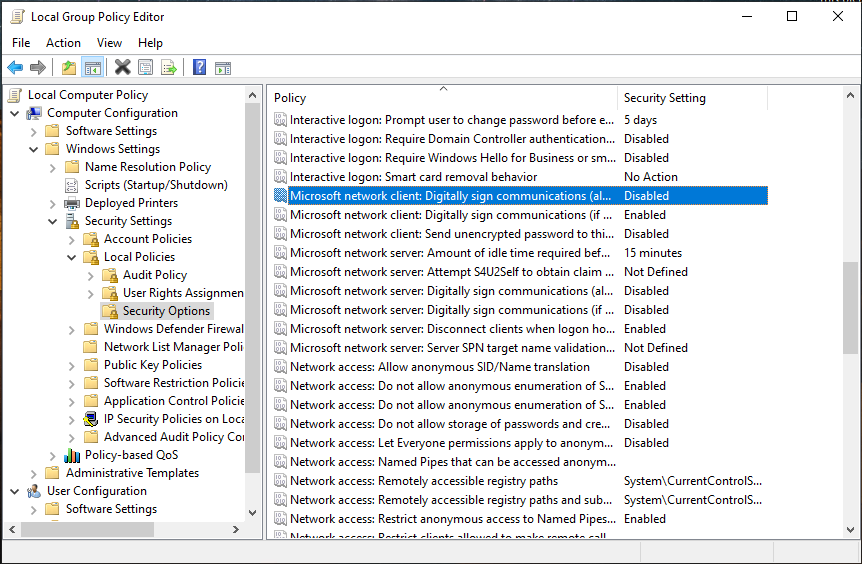 Local Group Policy Editor
File Action View Help
Local Computer Policy
Computer Configuration
Software Settings
Windows Settings
Name Resolution Policy
Scripts (Startup/Shutdown)
Deployed Printers
Security Settings
Account Policies
Local Policies
Audit Policy
User Rights Assignmen
Security Options
Windows Defender Firewal
Network List Manager Poli
Public Key Policies
Software Restriction Policie
Application Control Policie
IP Security Policies on Loca
Advanced Audit Policy Co
Policy-based QoS
Administrative Templates
User Configuration
Software Settings
Policy Security Setting
Interactive logon: Prompt user to change password before e... 5 days
Interactive logon: Require Domain Controller authentication... Disabled
Interactive logon: Require Windows Hello for Business or sm... Disabled
Interactive logon: Smart card removal behavior No Action
Microsoft network client: Digitally sign communications (al... Disabled
Microsoft network client: Digitally sign communications (if ... Enabled
Microsoft network client: Send unencrypted password to thi... Disabled
Microsoft network server: Amount of idle time required bef... 15 minutes
Microsoft network server: Attempt S4U2Self to obtain claim ... Not Defined
Microsoft network server: Digitally sign communications (al... Disabled
Microsoft network server: Digitally sign communications (if ... Disabled
Microsoft network server: Disconnect clients when logon ho... Enabled
Microsoft network server: Server SPN target name validation... Not Defined
Network access: Allow anonymous SID/Name translation Disabled
Network access: Do not allow anonymous enumeration of S... Enabled
Network access: Do not allow anonymous enumeration of S... Enabled
Network access: Do not allow storage of passwords and cre... Disabled
Network access: Let Everyone permissions apply to anonym... Disabled
Network access: Named Pipes that can be accessed anonym...
Network access: Remotely accessible registry paths System\CurrentControlS...
Network access: Remotely accessible registry paths and sub... System\CurrentControlS...
Network access: Restrict anonymous access to Named Pipes... Enabled
Network access: Restrict clients allowed to make remote call